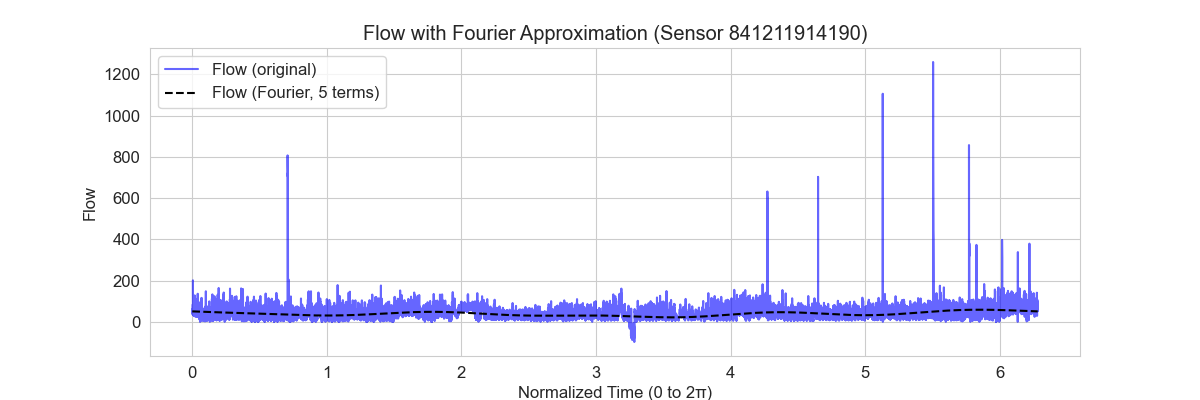 Flow with Fourier Approximation (Sensor 841211914190)
Flow (original)
Flow (Fourier, 5 terms)
1200
1000
800
600
400
200
0
Flow
0 1 2 3 4 5 6
Normalized Time (0 to 2π)